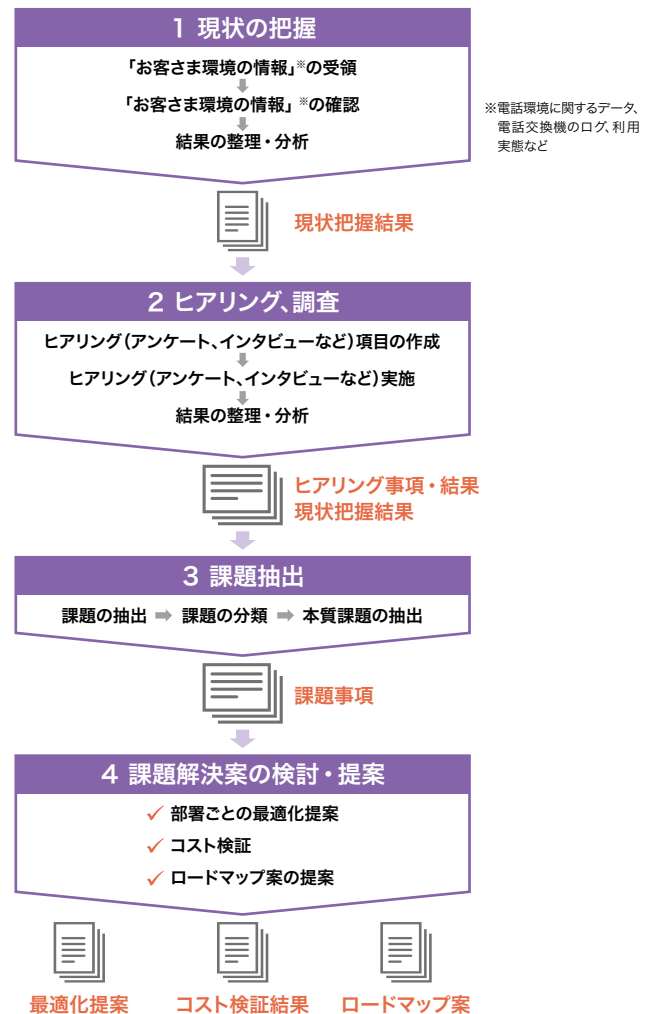 1 現状の把握
「お客さま環境の情報」※の受領
「お客さま環境の情報」※の確認
結果の整理・分析
※電話環境に関するデータ、
電話交換機のログ、利用
実態など
現状把握結果
2 ヒアリング、調査
ヒアリング(アンケート、インタビューなど)項目の作成
ヒアリング(アンケート、インタビューなど)実施
結果の整理・分析
ヒアリング事項・結果
現状把握結果
3 課題抽出
課題の抽出 ➡ 課題の分類 ➡ 本質課題の抽出
課題事項
4 課題解決案の検討・提案
✓ 部署ごとの最適化提案
✓ コスト検証
✓ ロードマップ案の提案
最適化提案 コスト検証結果 ロードマップ案